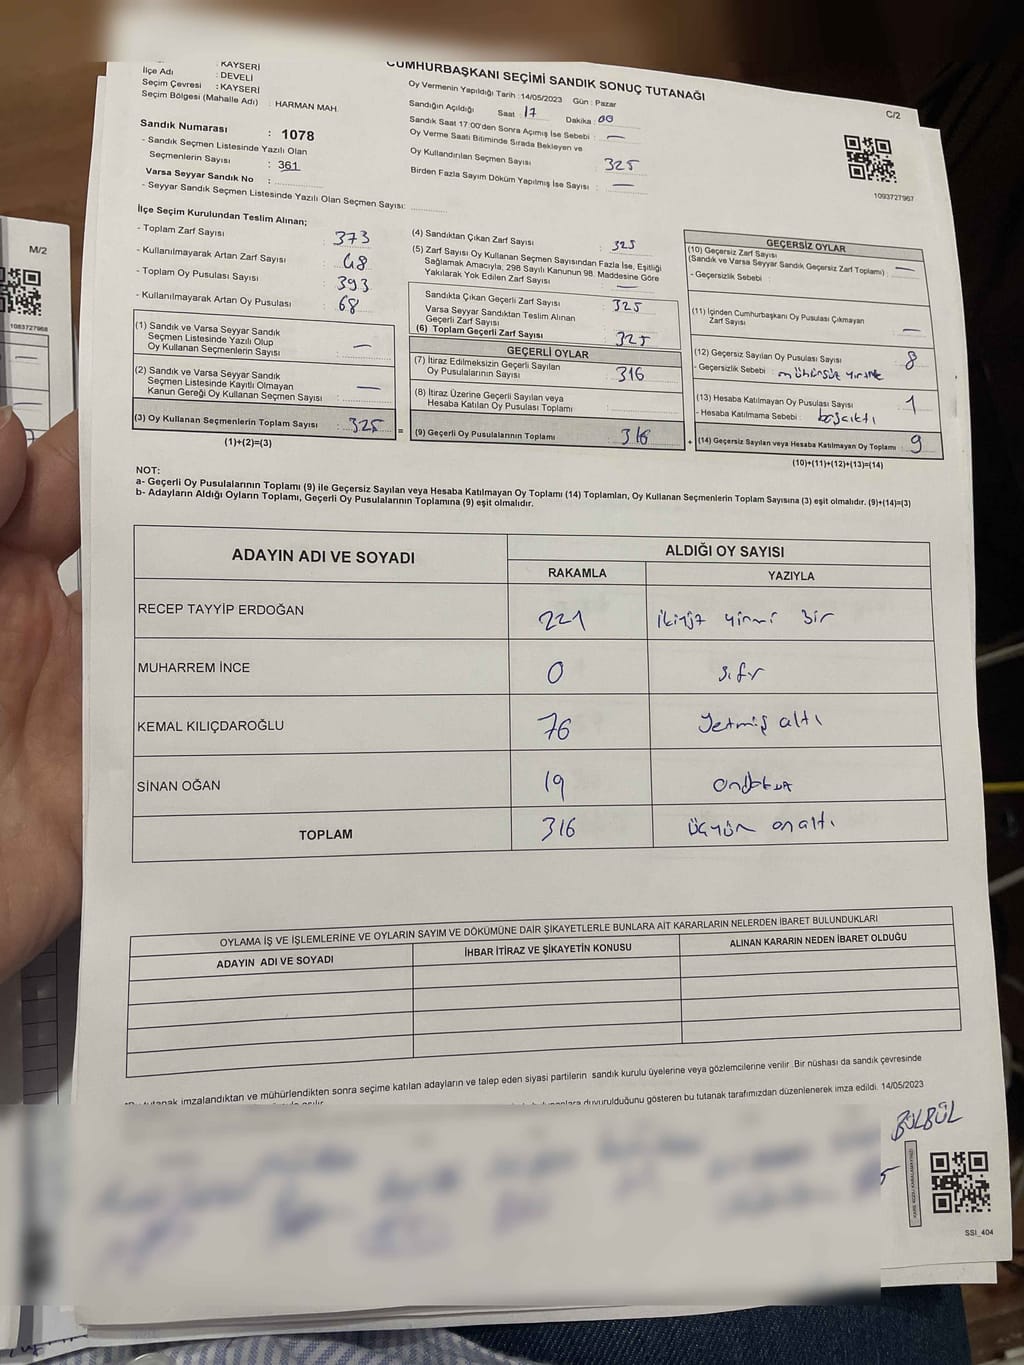 CUMHURBAŞKANI SEÇİMİ SANDIK SONUÇ TUTANAĞI
C/2
: KAYSERİ
İlçe Adı : DEVELİ
Seçim Çevresi : KAYSERİ
Seçim Bölgesi (Mahalle Adı) : HARMAN MAH.
Oy Vermenin Yapıldığı Tarih : 14/05/2023 Gün : Pazar
Sandığın Açıldığı Saat : 17 Dakika : 00
Sandık Saat 17:00'den Sonra Açımış İse Sebebi : —
Oy Verme Saati Bitiminde Sırada Bekleyen ve
Oy Kullandırılan Seçmen Sayısı : 325
Birden Fazla Sayım Döküm Yapılmış İse Sayısı : —
1093727967
Sandık Numarası : 1078
- Sandık Seçmen Listesinde Yazılı Olan
Seçmenlerin Sayısı : 361
Varsa Seyyar Sandık No :
- Seyyar Sandık Seçmen Listesinde Yazılı Olan Seçmen Sayısı:
İlçe Seçim Kurulundan Teslim Alınan;
- Toplam Zarf Sayısı : 373
- Kullanılmayarak Artan Zarf Sayısı : 48
- Toplam Oy Pusulası Sayısı : 393
- Kullanılmayarak Artan Oy Pusulası : 68
(1) Sandık ve Varsa Seyyar Sandık
Seçmen Listesinde Yazılı Olup
Oy Kullanan Seçmenlerin Sayısı : —
(2) Sandık ve Varsa Seyyar Sandık
Seçmen Listesinde Kayıtlı Olmayan
Kanun Gereği Oy Kullanan Seçmen Sayısı : —
(3) Oy Kullanan Seçmenlerin Toplam Sayısı : 325
(1)+(2)=(3)
(4) Sandıktan Çıkan Zarf Sayısı : 325
(5) Zarf Sayısı Oy Kullanan Seçmen Sayısından Fazla İse, Eşitliği
Sağlamak Amacıyla, 298 Sayılı Kanunun 98. Maddesine Göre
Yakılarak Yok Edilen Zarf Sayısı : —
Sandıkta Çıkan Geçerli Zarf Sayısı : 325
Varsa Seyyar Sandıktan Teslim Alınan
Geçerli Zarf Sayısı :
(6) Toplam Geçerli Zarf Sayısı : 325
GEÇERLİ OYLAR
(7) İtiraz Edilmeksizin Geçerli Sayılan
Oy Pusulalarının Sayısı : 316
(8) İtiraz Üzerine Geçerli Sayılan veya
Hesaba Katılan Oy Pusulası Toplamı :
= (9) Geçerli Oy Pusulalarının Toplamı : 316 +
GEÇERSİZ OYLAR
(10) Geçersiz Zarf Sayısı
(Sandık ve Varsa Seyyar Sandık Geçersiz Zarf Toplamı) : —
- Geçersizlik Sebebi :
(11) İçinden Cumhurbaşkanı Oy Pusulası Çıkmayan
Zarf Sayısı : —
(12) Geçersiz Sayılan Oy Pusulası Sayısı : 8
- Geçersizlik Sebebi :
(13) Hesaba Katılmayan Oy Pusulası Sayısı : 1
- Hesaba Katılmama Sebebi : boş çıktı
(14) Geçersiz Sayılan veya Hesaba Katılmayan Oy Toplamı : 9
(10)+(11)+(12)+(13)=(14)
NOT:
a- Geçerli Oy Pusulalarının Toplamı (9) ile Geçersiz Sayılan veya Hesaba Katılmayan Oy Toplamı (14) Toplamları, Oy Kullanan Seçmenlerin Toplam Sayısına (3) eşit olmalıdır. (9)+(14)=(3)
b- Adayların Aldığı Oyların Toplamı, Geçerli Oy Pusulalarının Toplamına (9) eşit olmalıdır.
ADAYIN ADI VE SOYADI ALDIĞI OY SAYISI
RAKAMLA YAZIYLA
RECEP TAYYİP ERDOĞAN 221 ikiyüz yirmi bir
MUHARREM İNCE 0 sıfır
KEMAL KILIÇDAROĞLU 76 Yetmiş altı
SİNAN OĞAN 19 ondokuz
TOPLAM 316 üçyüz onaltı
OYLAMA İŞ VE İŞLEMLERİNE VE OYLARIN SAYIM VE DÖKÜMÜNE DAİR ŞİKAYETLERLE BUNLARA AİT KARARLARIN NELERDEN İBARET BULUNDUKLARI
ADAYIN ADI VE SOYADI İHBAR İTİRAZ VE ŞİKAYETİN KONUSU ALINAN KARARIN NEDEN İBARET OLDUĞU
tutanak imzalandıktan ve mühürlendikten sonra seçime katılan adayların ve talep eden siyasi partilerin sandık kurulu üyelerine veya gözlemcilerine verilir. Bir nüshası da sandık çevresinde
duyurulduğunu gösteren bu tutanak tarafımızdan düzenlenerek imza edildi. 14/05/2023
BÜLBÜL
SSI_404
M/2
1093727968